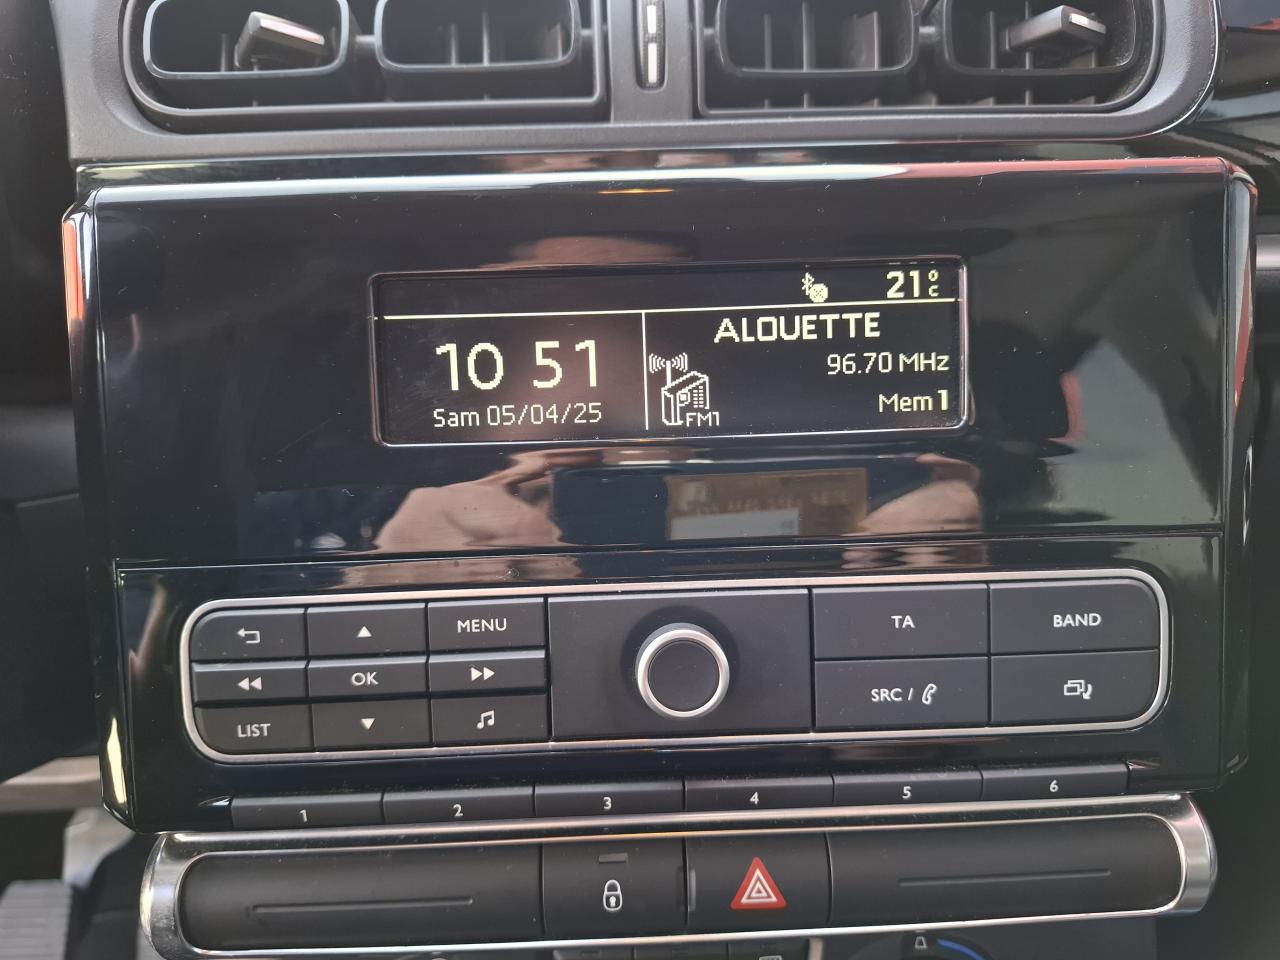 21°C
10 51
Sam 05/04/25
ALOUETTE
96.70 MHz
FM1
Mem 1
MENU
OK
LIST
TA
BAND
SRC /
1 2 3 4 5 6